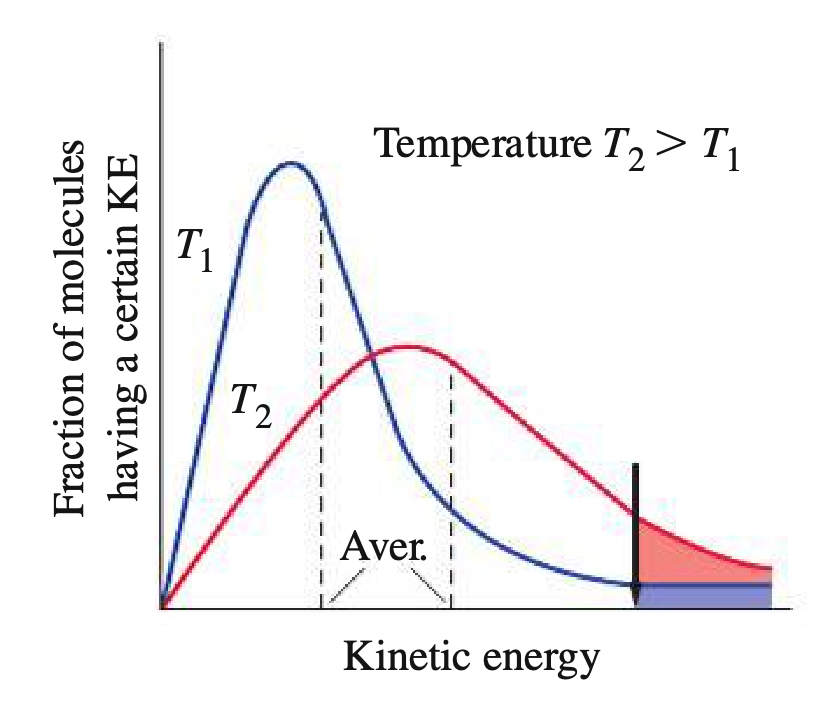 Fraction of molecules
having a certain KE
Temperature T₂ > T₁
T₁
T₂
Aver.
Kinetic energy